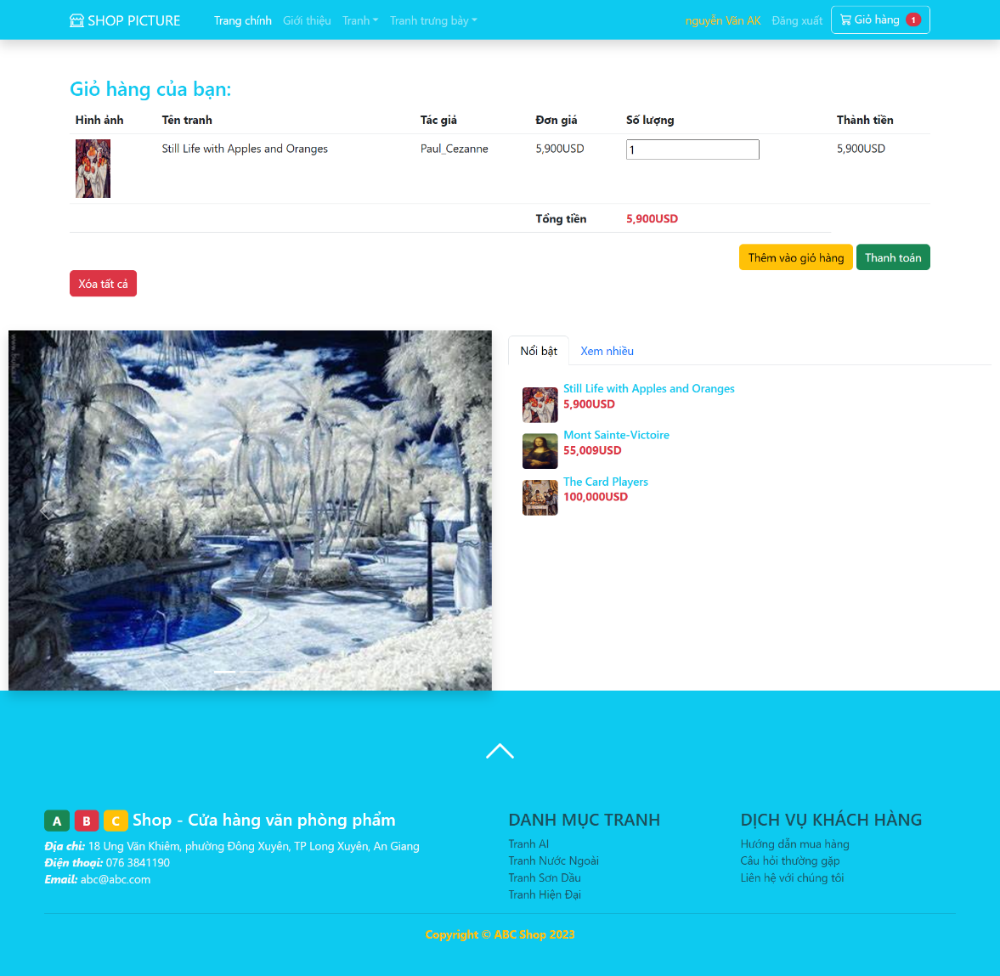 SHOP PICTURE Trang chính Giới thiệu Tranh Tranh trưng bày nguyễn Văn AK Đăng xuất Giỏ hàng 1
Giỏ hàng của bạn:
Hình ảnh Tên tranh Tác giả Đơn giá Số lượng Thành tiền
Still Life with Apples and Oranges Paul_Cezanne 5,900USD 1 5,900USD
Tổng tiền 5,900USD
Thêm vào giỏ hàng Thanh toán
Xóa tất cả
Nổi bật Xem nhiều
Still Life with Apples and Oranges
5,900USD
Mont Sainte-Victoire
55,009USD
The Card Players
100,000USD
A B C Shop - Cửa hàng văn phòng phẩm
Địa chỉ: 18 Ung Văn Khiêm, phường Đông Xuyên, TP Long Xuyên, An Giang
Điện thoại: 076 3841190
Email: abc@abc.com
DANH MỤC TRANH
Tranh AI
Tranh Nước Ngoài
Tranh Sơn Dầu
Tranh Hiện Đại
DỊCH VỤ KHÁCH HÀNG
Hướng dẫn mua hàng
Câu hỏi thường gặp
Liên hệ với chúng tôi
Copyright © ABC Shop 2023